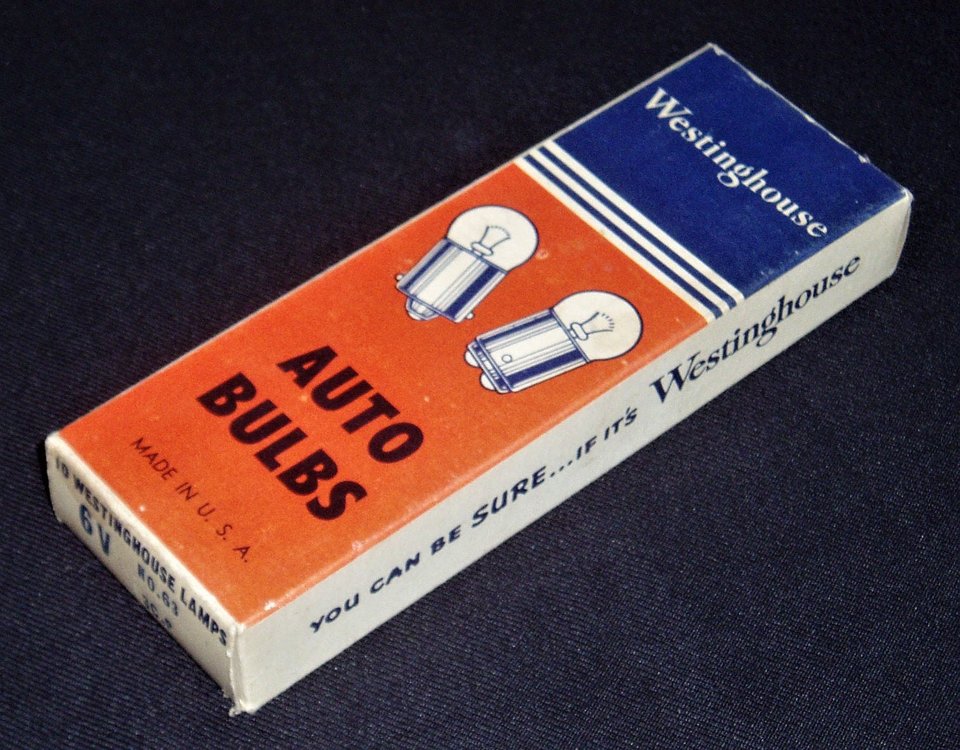 Westinghouse
AUTO
BULBS
MADE IN U. S. A.
YOU CAN BE SURE...IF IT'S Westinghouse
10 WESTINGHOUSE LAMPS
6V
NO. 63